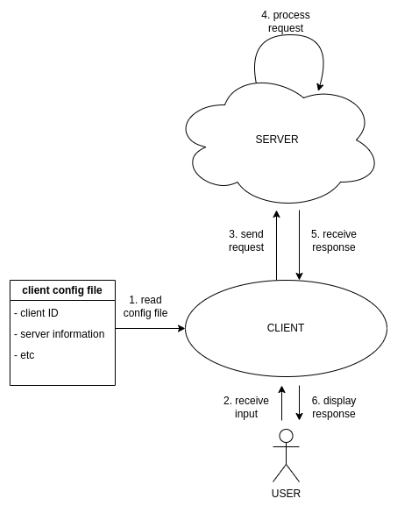 4. process
request
SERVER
3. send
request
5. receive
response
client config file
- client ID
- server information
- etc
1. read
config file
CLIENT
2. receive
input
6. display
response
USER